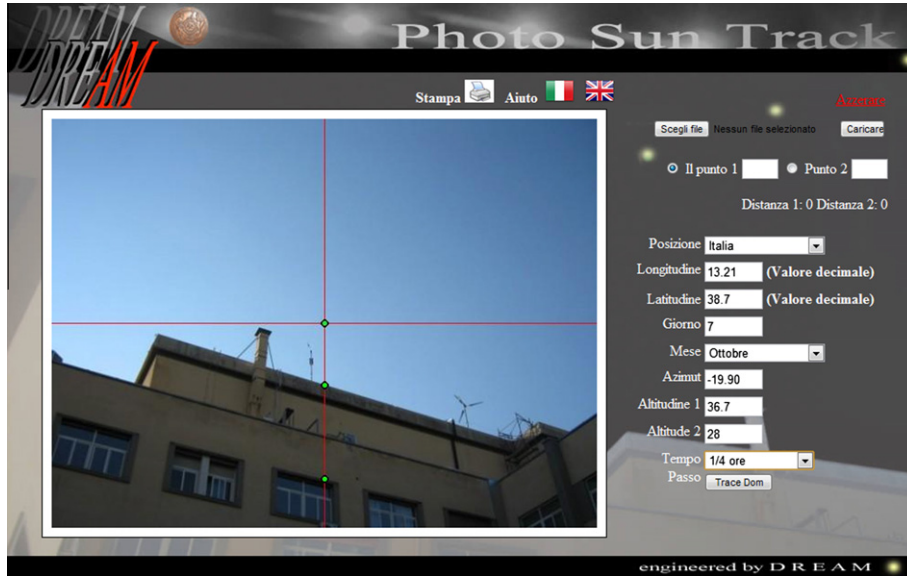 DREAM
DREAM
Photo Sun Track
Stampa Aiuto
Azzerare
Scegli file Nessun file selezionato Caricare
Il punto 1 Punto 2
Distanza 1: 0 Distanza 2: 0
Posizione Italia
Longitudine 13.21 (Valore decimale)
Latitudine 38.7 (Valore decimale)
Giorno 7
Mese Ottobre
Azimut -19.90
Altitudine 1 36.7
Altitude 2 28
Tempo 1/4 ore
Passo Trace Dom
engineered by D R E A M